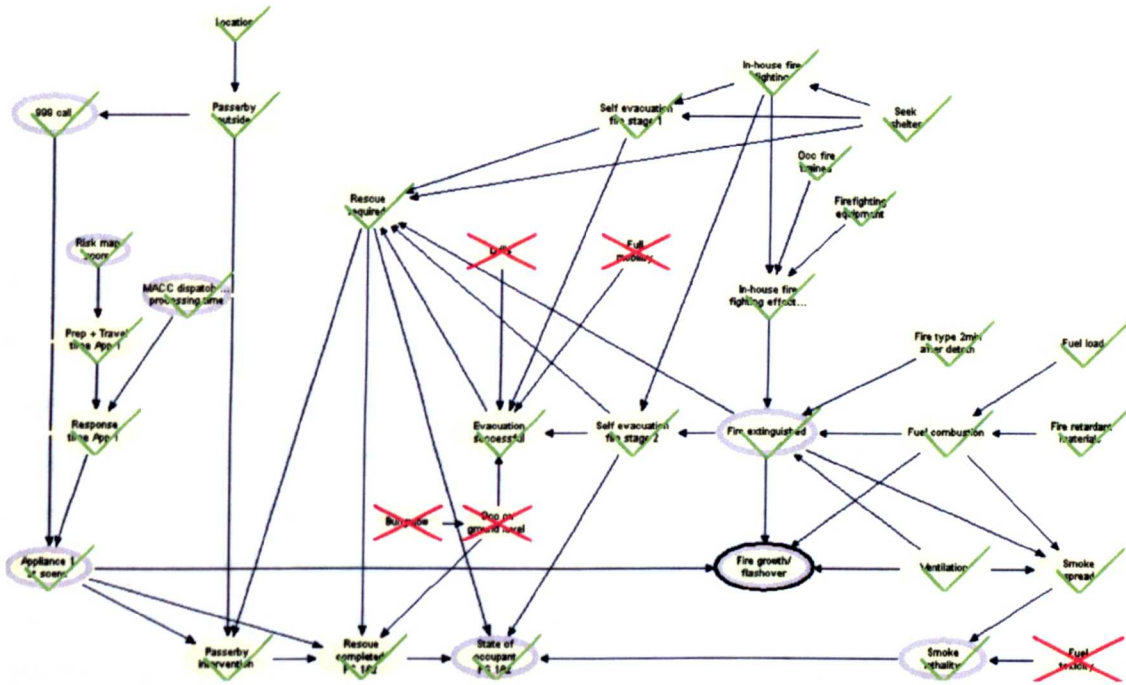 Location
In-house fire
fighting
999 call
Passerby
outside
Self evacuation
fire stage 1
Seek
shelter
Occ fire
Rescue
required
Firefighting
equipment
Risk map
score
Full
mobility
MACC dispatch ...
processing time
In-house fire
fighting effect...
Prep + Travel
time App 1
Fire type 2min
after
Fuel load
Response
time App 1
Evacuation
successful
Self evacuation
fire stage 2
Fire extinguished
Fuel combustion
Fire retardant
materials
Occ on
ground level
Appliance 1
at scene
Fire growth/
flashover
Ventilation
Smoke
spread
Passerby
intervention
Rescue
completed
State of
occupant
Smoke
lethality
Fuel
toxicity